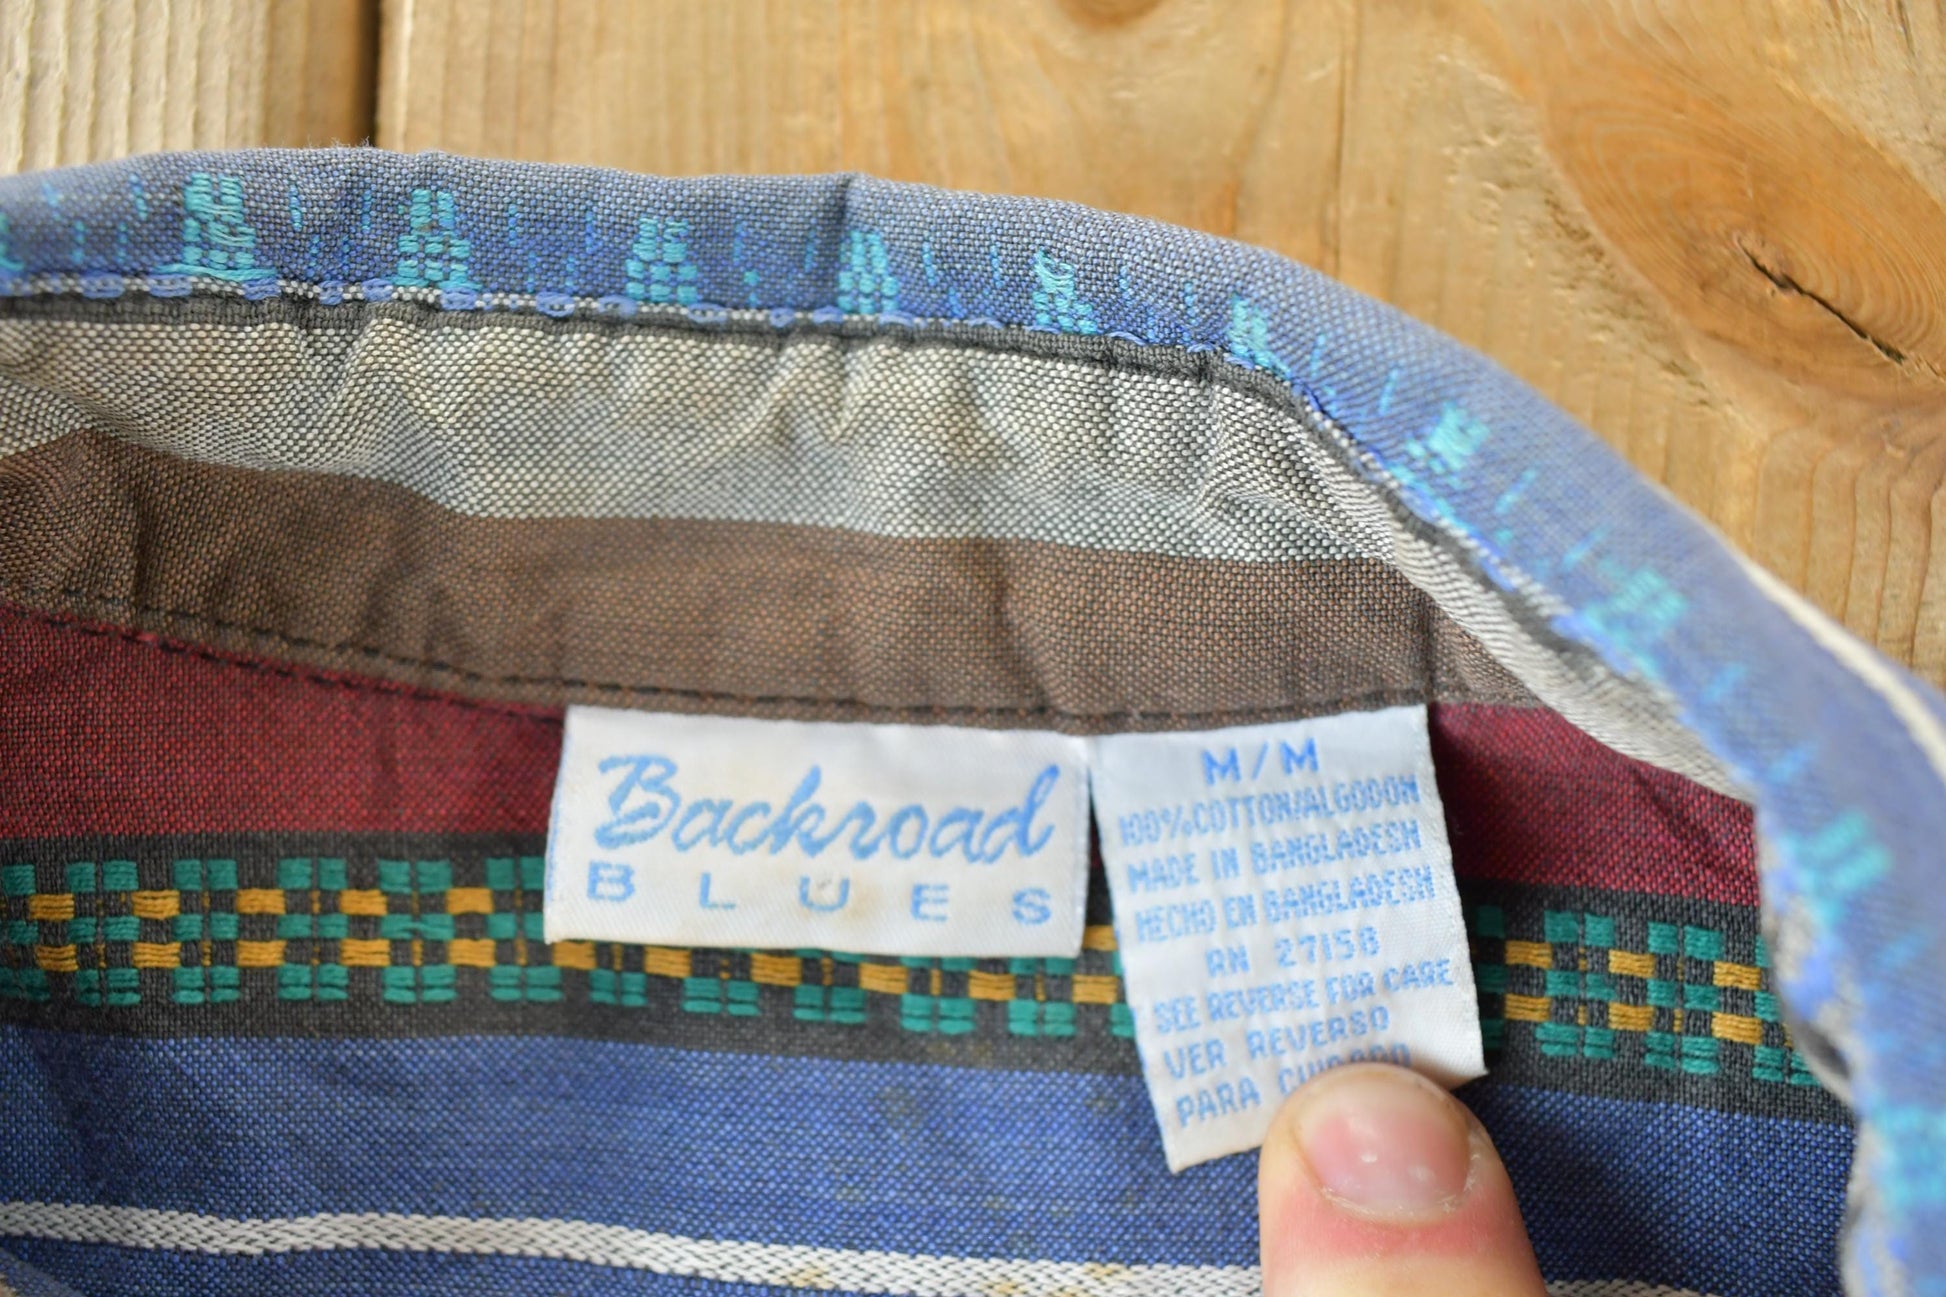 Backroad
BLUES
M/M
100% COTTON/ALGODON
MADE IN BANGLADESH
HECHO EN BANGLADESH
RN 27158
SEE REVERSE FOR CARE
VER REVERSO
PARA CUIDADO